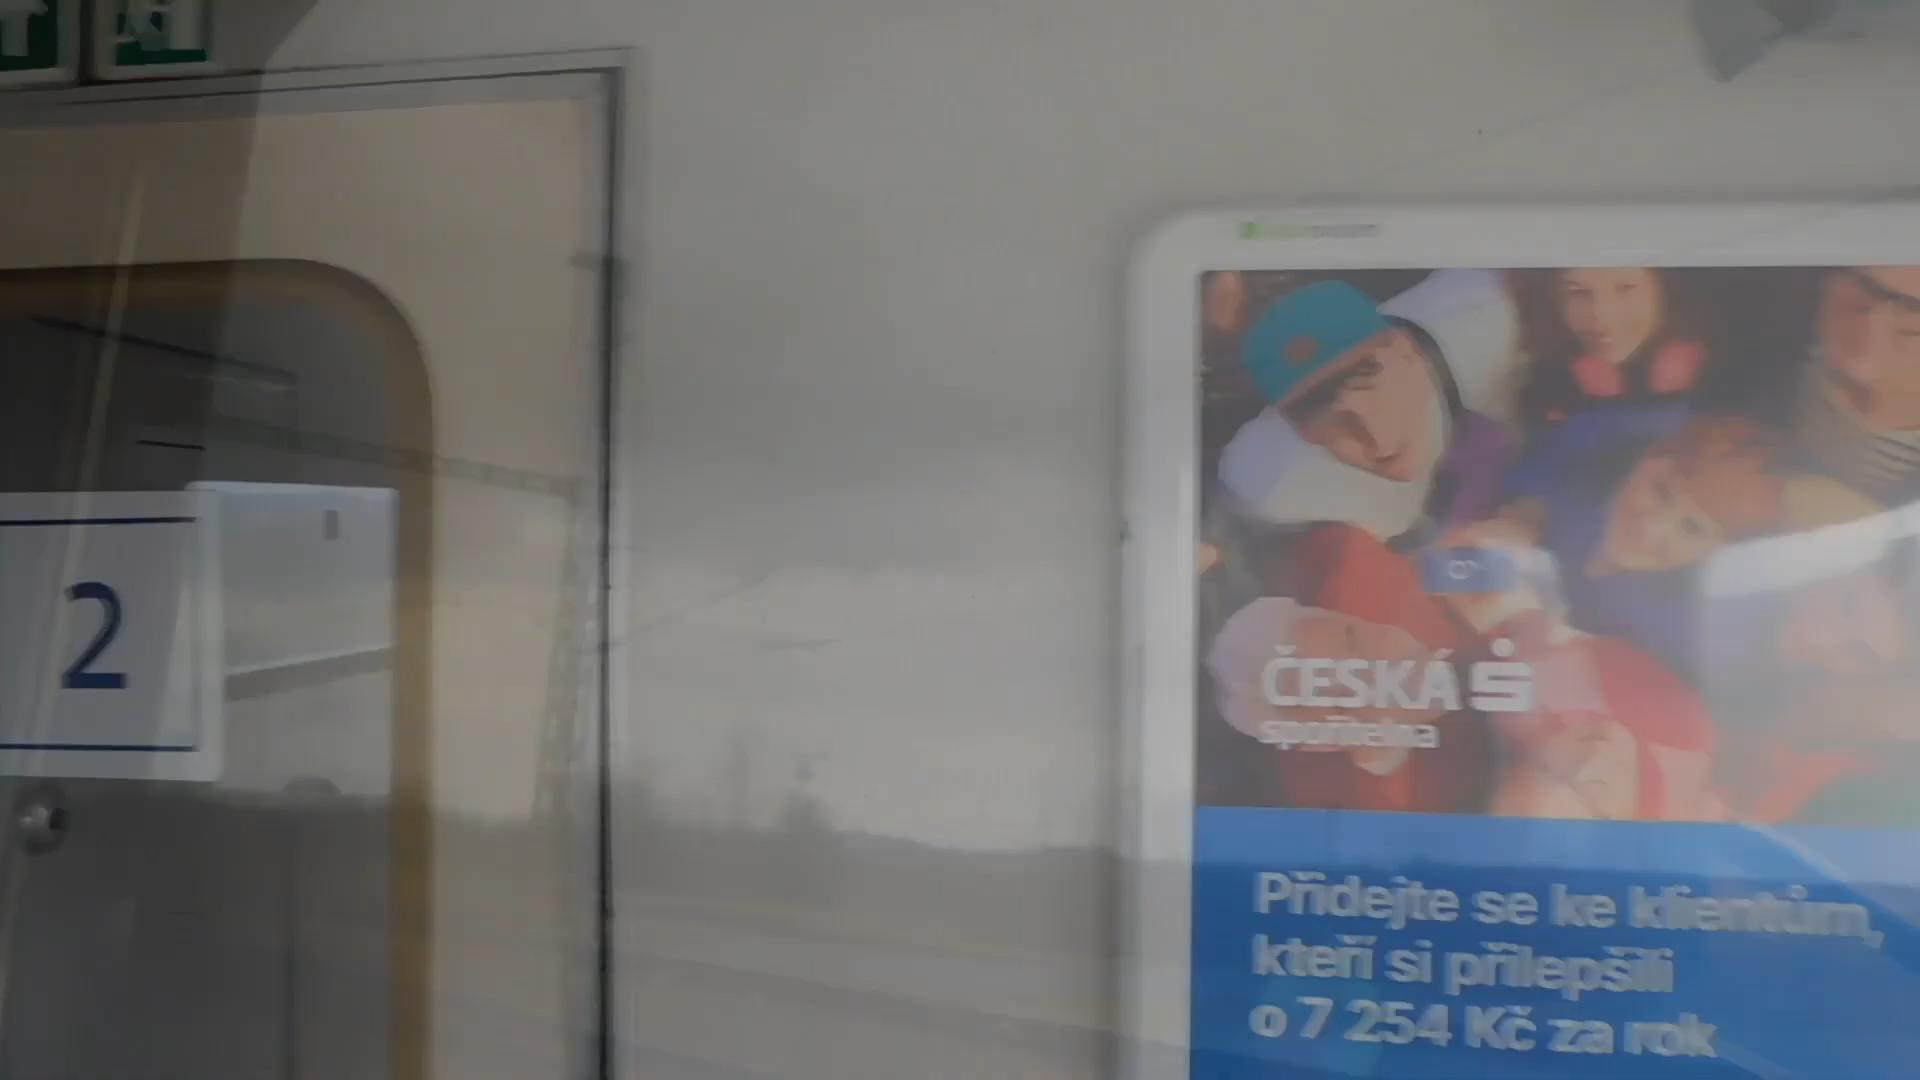 2
ČESKÁ
spořitelna
Přidejte se ke klientům,
kteří si přilepšili
o 7 254 Kč za rok